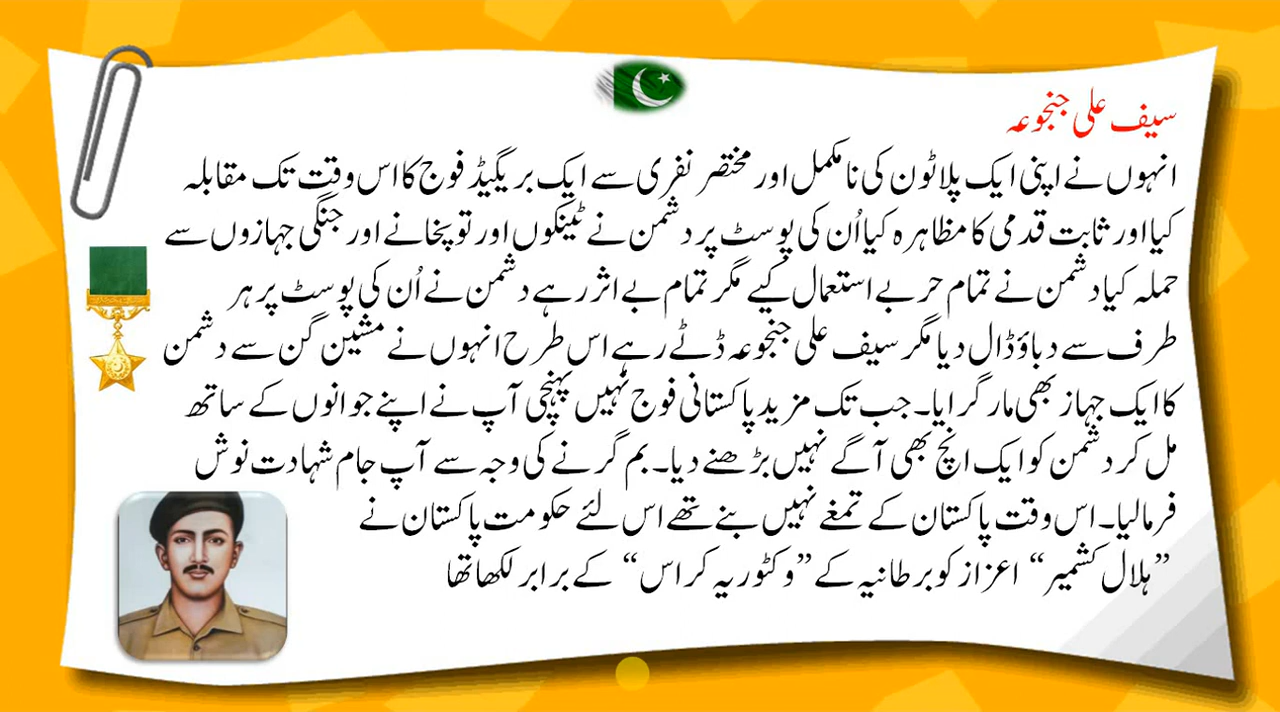 سیف علی جنجوعہ
انہوں نے اپنی ایک پلاٹون کی نامکمل اور مختصر نفری سے ایک بریگیڈ فوج کا اس وقت تک مقابلہ
کیا اور ثابت قدمی کا مظاہرہ کیا اُن کی پوسٹ پر دشمن نے ٹینکوں اور توپخانے اور جنگی جہازوں سے
حملہ کیا دشمن نے تمام حربے استعمال کیے مگر تمام بے اثر رہے دشمن نے اُن کی پوسٹ پر ہر
طرف سے دباؤ ڈال دیا مگر سیف علی جنجوعہ ڈٹے رہے اس طرح انہوں نے مشین گن سے دشمن
کا ایک جہاز بھی مار گرایا۔ جب تک مزید پاکستانی فوج نہیں پہنچی آپ نے اپنے جوانوں کے ساتھ
مل کر دشمن کو ایک انچ بھی آگے نہیں بڑھنے دیا۔ بم گرنے کی وجہ سے آپ جام شہادت نوش
فرمالیا۔ اس وقت پاکستان کے تمغے نہیں بنے تھے اس لئے حکومت پاکستان نے
”ہلال کشمیر“ اعزاز کو برطانیہ کے ”وکٹوریہ کراس“ کے برابر لکھا تھا